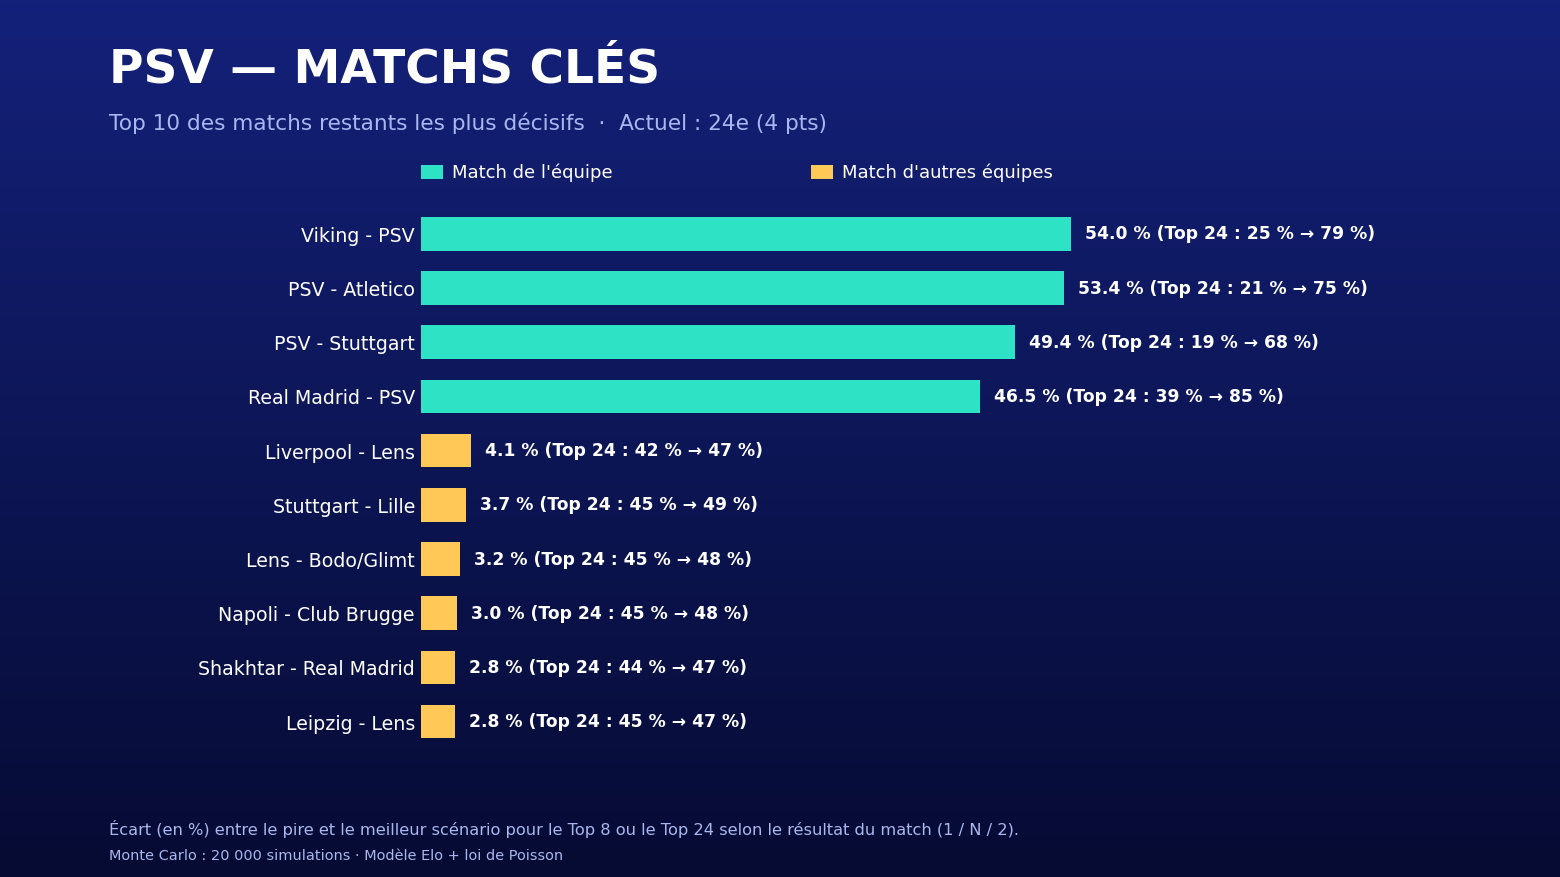 PSV — MATCHS CLÉS
Top 10 des matchs restants les plus décisifs · Actuel : 24e (4 pts)
Match de l'équipe
Match d'autres équipes
Viking - PSV 54.0 % (Top 24 : 25 % → 79 %)
PSV - Atletico 53.4 % (Top 24 : 21 % → 75 %)
PSV - Stuttgart 49.4 % (Top 24 : 19 % → 68 %)
Real Madrid - PSV 46.5 % (Top 24 : 39 % → 85 %)
Liverpool - Lens 4.1 % (Top 24 : 42 % → 47 %)
Stuttgart - Lille 3.7 % (Top 24 : 45 % → 49 %)
Lens - Bodo/Glimt 3.2 % (Top 24 : 45 % → 48 %)
Napoli - Club Brugge 3.0 % (Top 24 : 45 % → 48 %)
Shakhtar - Real Madrid 2.8 % (Top 24 : 44 % → 47 %)
Leipzig - Lens 2.8 % (Top 24 : 45 % → 47 %)
Écart (en %) entre le pire et le meilleur scénario pour le Top 8 ou le Top 24 selon le résultat du match (1 / N / 2).
Monte Carlo : 20 000 simulations · Modèle Elo + loi de Poisson